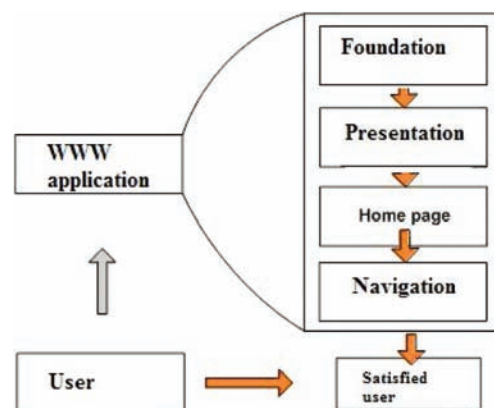 Foundation
Presentation
WWW
application
Home page
Navigation
User
Satisfied
user